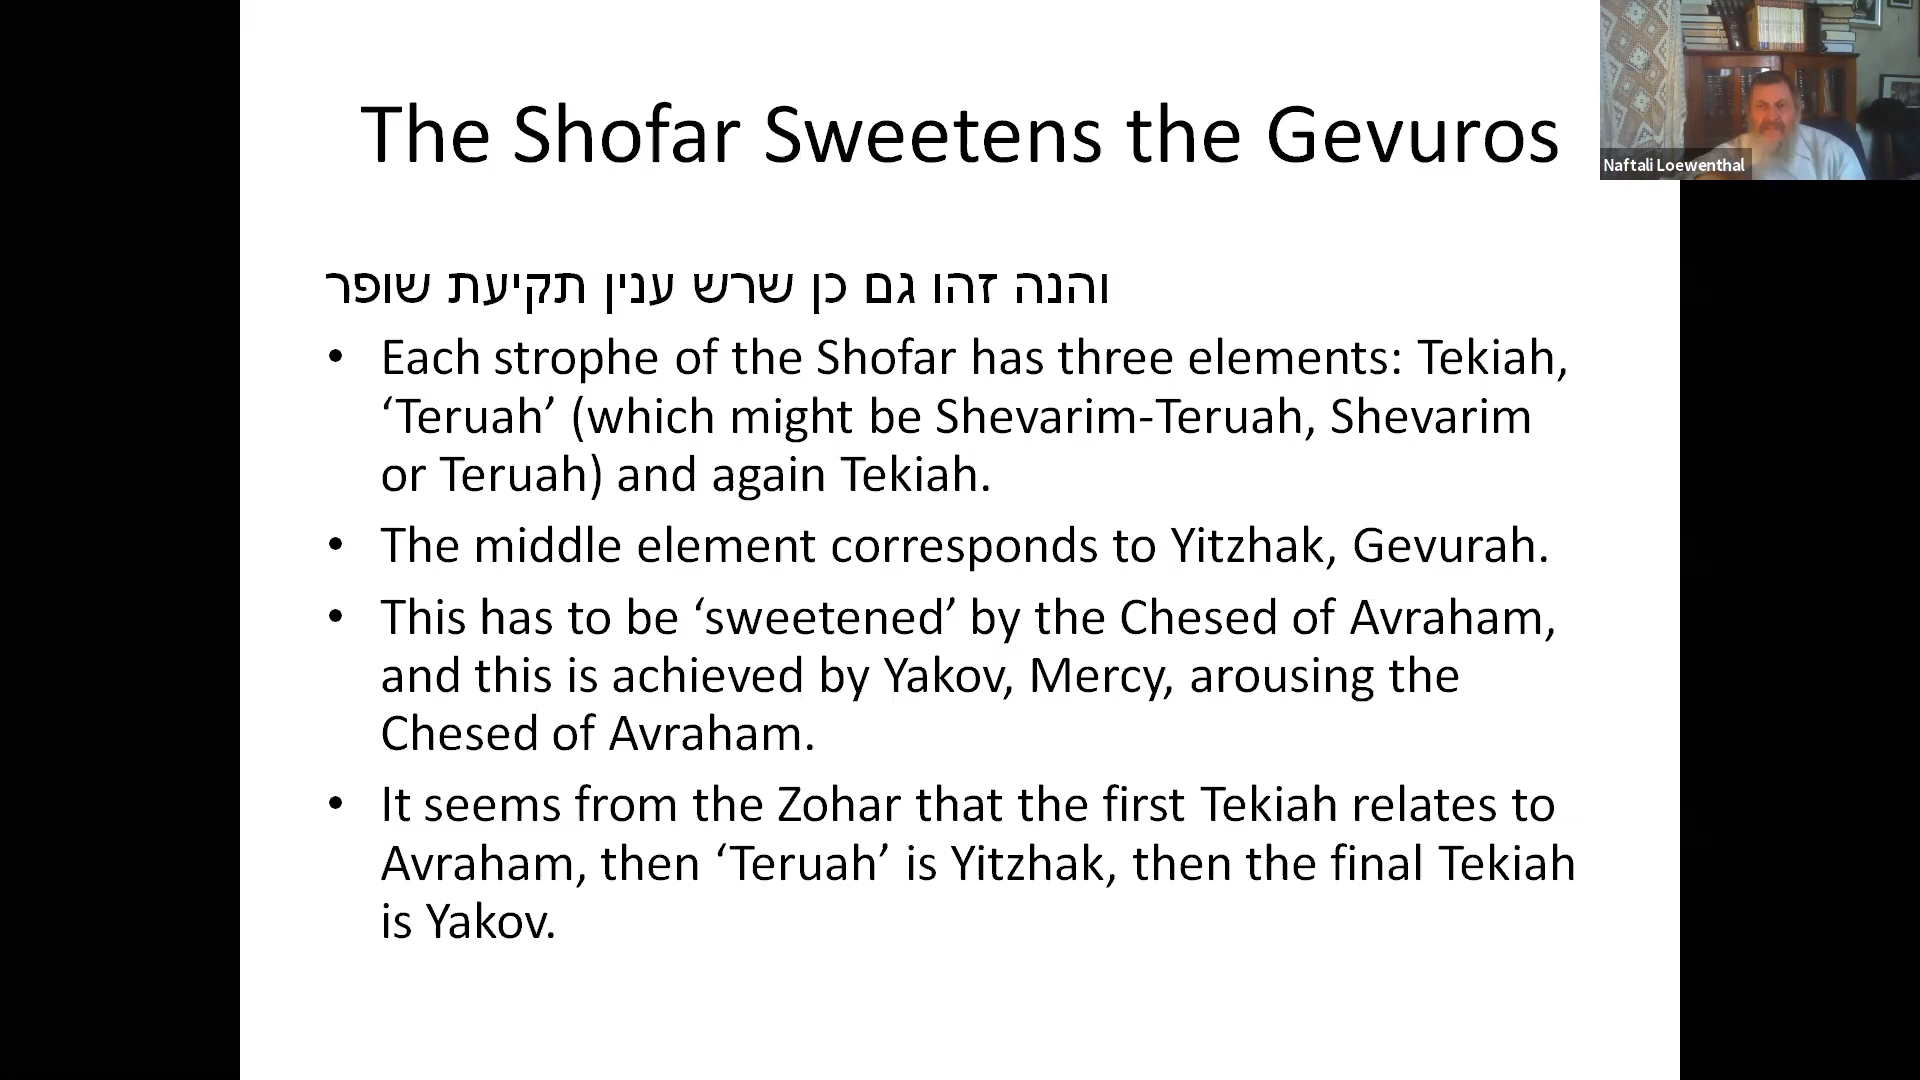 The Shofar Sweetens the Gevuros
Naftali Loewenthal
והנה זהו גם כן שרש ענין תקיעת שופר
• Each strophe of the Shofar has three elements: Tekiah,
‘Teruah’ (which might be Shevarim-Teruah, Shevarim
or Teruah) and again Tekiah.
• The middle element corresponds to Yitzhak, Gevurah.
• This has to be ‘sweetened’ by the Chesed of Avraham,
and this is achieved by Yakov, Mercy, arousing the
Chesed of Avraham.
• It seems from the Zohar that the first Tekiah relates to
Avraham, then ‘Teruah’ is Yitzhak, then the final Tekiah
is Yakov.